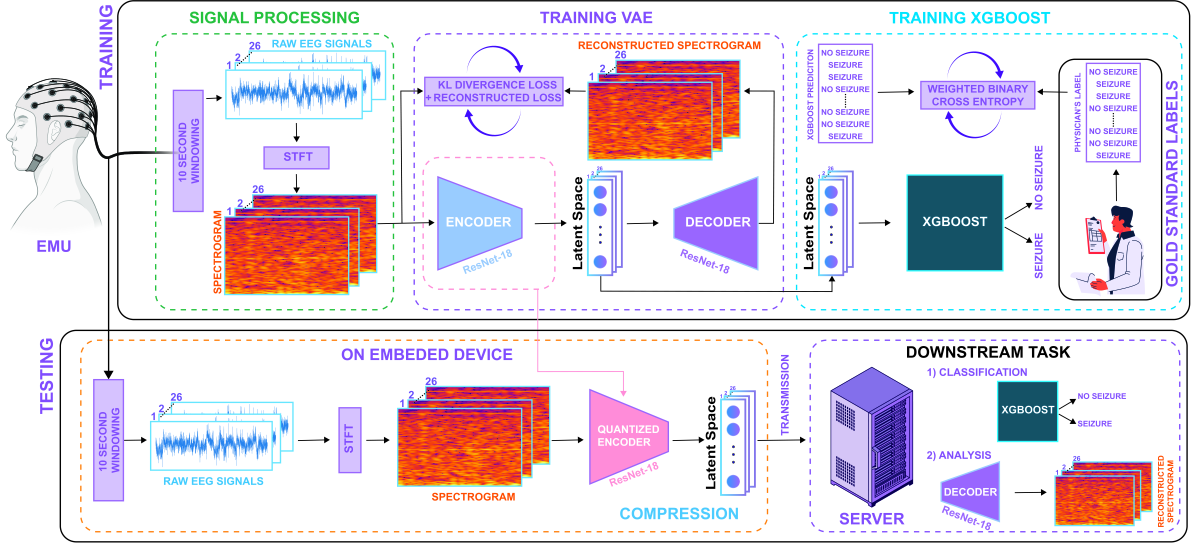 TRAINING
SIGNAL PROCESSING
TRAINING VAE
TRAINING XGBOOST
EMU
10 SECOND
WINDOWING
RAW EEG SIGNALS
1
2
26
STFT
1
2
26
SPECTROGRAM
KL DIVERGENCE LOSS
+ RECONSTRUCTED LOSS
RECONSTRUCTED SPECTROGRAM
1
2
26
ENCODER
ResNet-18
Latent Space
1
2
26
DECODER
ResNet-18
XGBOOST PREDICITON
NO SEIZURE
SEIZURE
SEIZURE
NO SEIZURE
NO SEIZURE
NO SEIZURE
SEIZURE
WEIGHTED BINARY
CROSS ENTROPY
PHYSICIAN'S LABEL
NO SEIZURE
SEIZURE
SEIZURE
NO SEIZURE
NO SEIZURE
NO SEIZURE
SEIZURE
GOLD STANDARD LABELS
Latent Space
1
2
26
XGBOOST
NO SEIZURE
SEIZURE
TESTING
ON EMBEDED DEVICE
10 SECOND
WINDOWING
1
2
26
RAW EEG SIGNALS
STFT
1
2
26
SPECTROGRAM
QUANTIZED
ENCODER
ResNet-18
Latent Space
1
2
26
COMPRESSION
TRANSMISSION
SERVER
DOWNSTREAM TASK
1) CLASSIFICATION
XGBOOST
NO SEIZURE
SEIZURE
2) ANALYSIS
DECODER
ResNet-18
1
2
26
RECONSTRUCTED
SPECTROGRAM